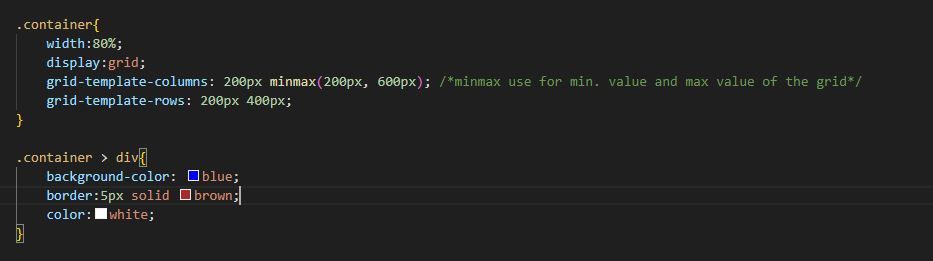 .container{
width:80%;
display:grid;
grid-template-columns: 200px minmax(200px, 600px); /*minmax use for min. value and max value of the grid*/
grid-template-rows: 200px 400px;
}
.container > div{
background-color: blue;
border:5px solid brown;
color:white;
}